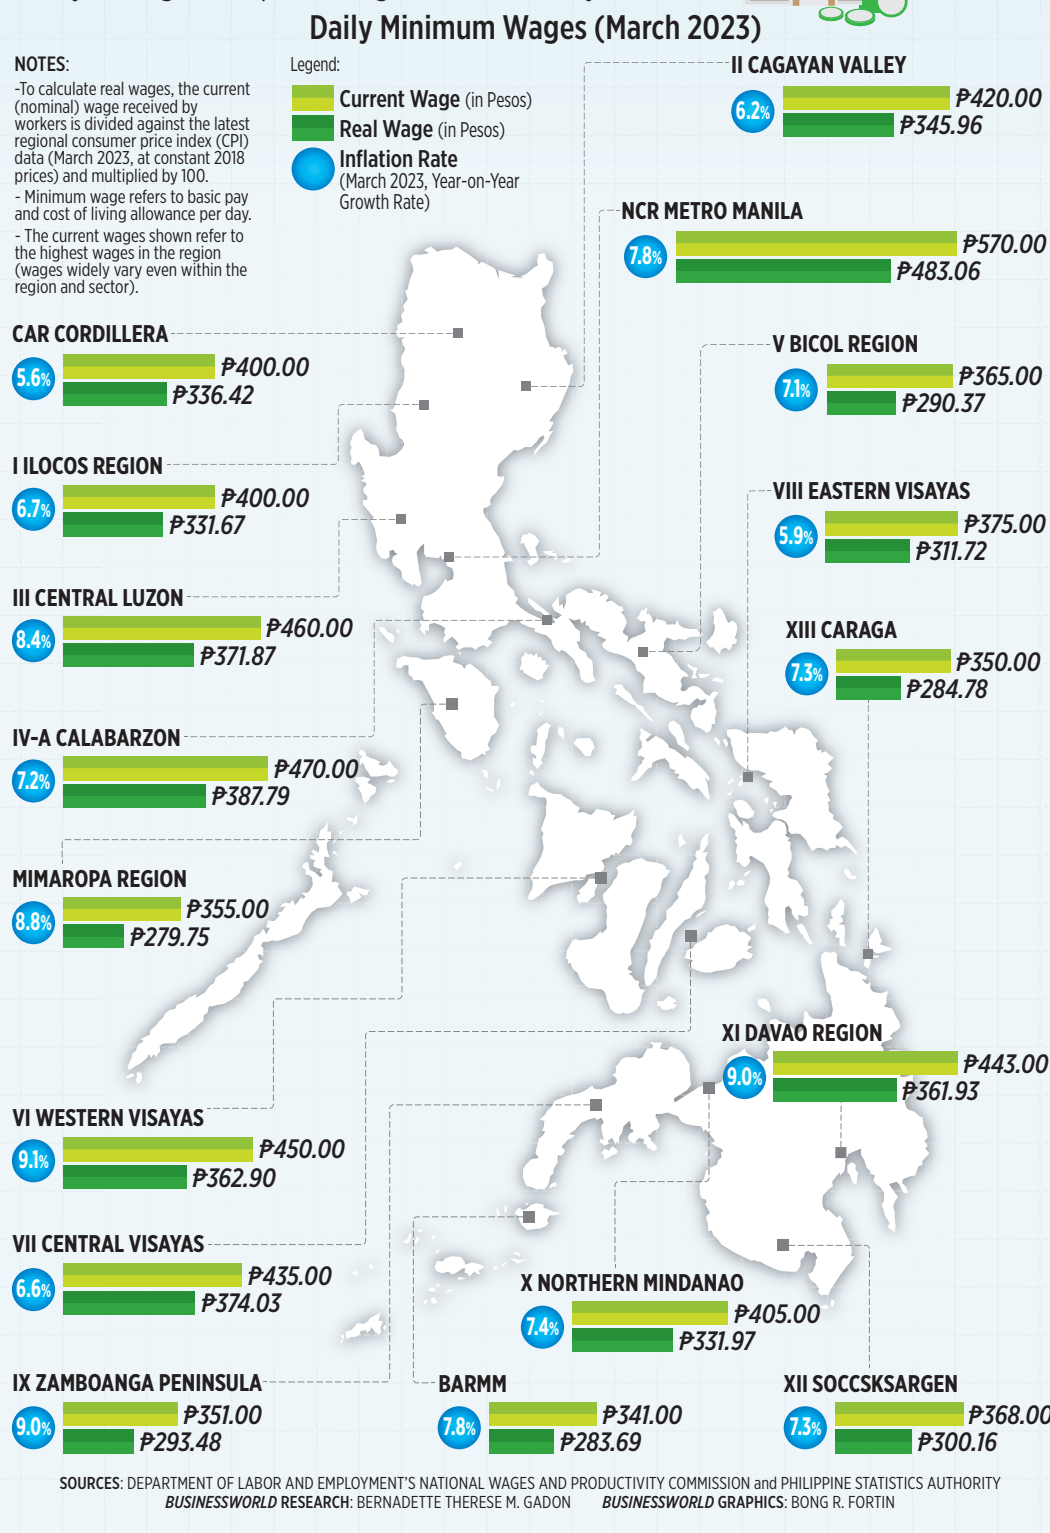 Daily Minimum Wages (March 2023)
NOTES:
-To calculate real wages, the current
(nominal) wage received by
workers is divided against the latest
regional consumer price index (CPI)
data (March 2023, at constant 2018
prices) and multiplied by 100.
- Minimum wage refers to basic pay
and cost of living allowance per day.
- The current wages shown refer to
the highest wages in the region
(wages widely vary even within the
region and sector).
Legend:
Current Wage (in Pesos)
Real Wage (in Pesos)
Inflation Rate
(March 2023, Year-on-Year
Growth Rate)
II CAGAYAN VALLEY
6.2%
₱420.00
₱345.96
NCR METRO MANILA
7.8%
₱570.00
₱483.06
CAR CORDILLERA
5.6%
₱400.00
₱336.42
V BICOL REGION
7.1%
₱365.00
₱290.37
I ILOCOS REGION
6.7%
₱400.00
₱331.67
VIII EASTERN VISAYAS
5.9%
₱375.00
₱311.72
III CENTRAL LUZON
8.4%
₱460.00
₱371.87
XIII CARAGA
7.3%
₱350.00
₱284.78
IV-A CALABARZON
7.2%
₱470.00
₱387.79
MIMAROPA REGION
8.8%
₱355.00
₱279.75
XI DAVAO REGION
9.0%
₱443.00
₱361.93
VI WESTERN VISAYAS
9.1%
₱450.00
₱362.90
VII CENTRAL VISAYAS
6.6%
₱435.00
₱374.03
X NORTHERN MINDANAO
7.4%
₱405.00
₱331.97
IX ZAMBOANGA PENINSULA
9.0%
₱351.00
₱293.48
BARMM
7.8%
₱341.00
₱283.69
XII SOCCSKSARGEN
7.3%
₱368.00
₱300.16
SOURCES: DEPARTMENT OF LABOR AND EMPLOYMENT'S NATIONAL WAGES AND PRODUCTIVITY COMMISSION and PHILIPPINE STATISTICS AUTHORITY
BUSINESSWORLD RESEARCH: BERNADETTE THERESE M. GADON BUSINESSWORLD GRAPHICS: BONG R. FORTIN